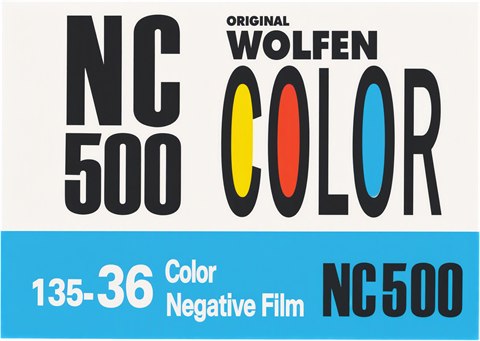 NC
500
ORIGINAL
WOLFEN
COLOR
135-36
Color
Negative Film
NC500